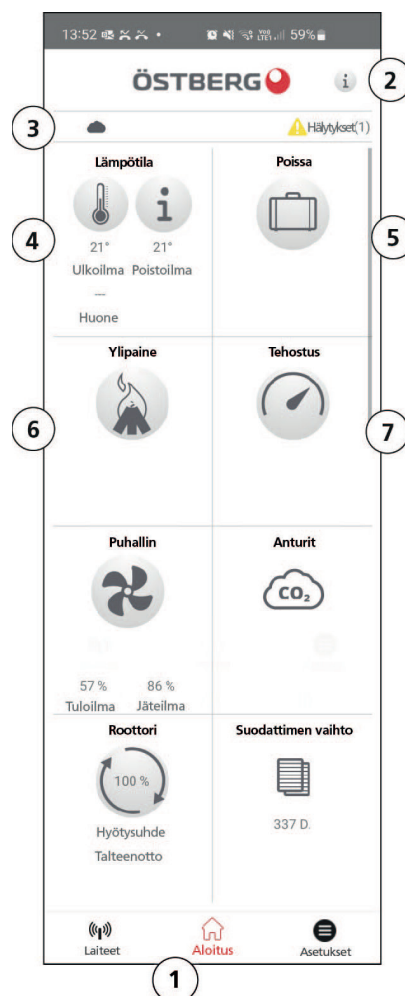 13:52 59%
ÖSTBERG
2
3
Hälytykset(1)
Lämpötila
Poissa
4
5
21° 21°
Ulkoilma Poistoilma
---
Huone
Ylipaine
Tehostus
6
7
Puhallin
Anturit
CO₂
57 % 86 %
Tuloilma Jäteilma
Roottori
Suodattimen vaihto
100 %
337 D.
Hyötysuhde
Talteenotto
Laiteet
Aloitus
Asetukset
1